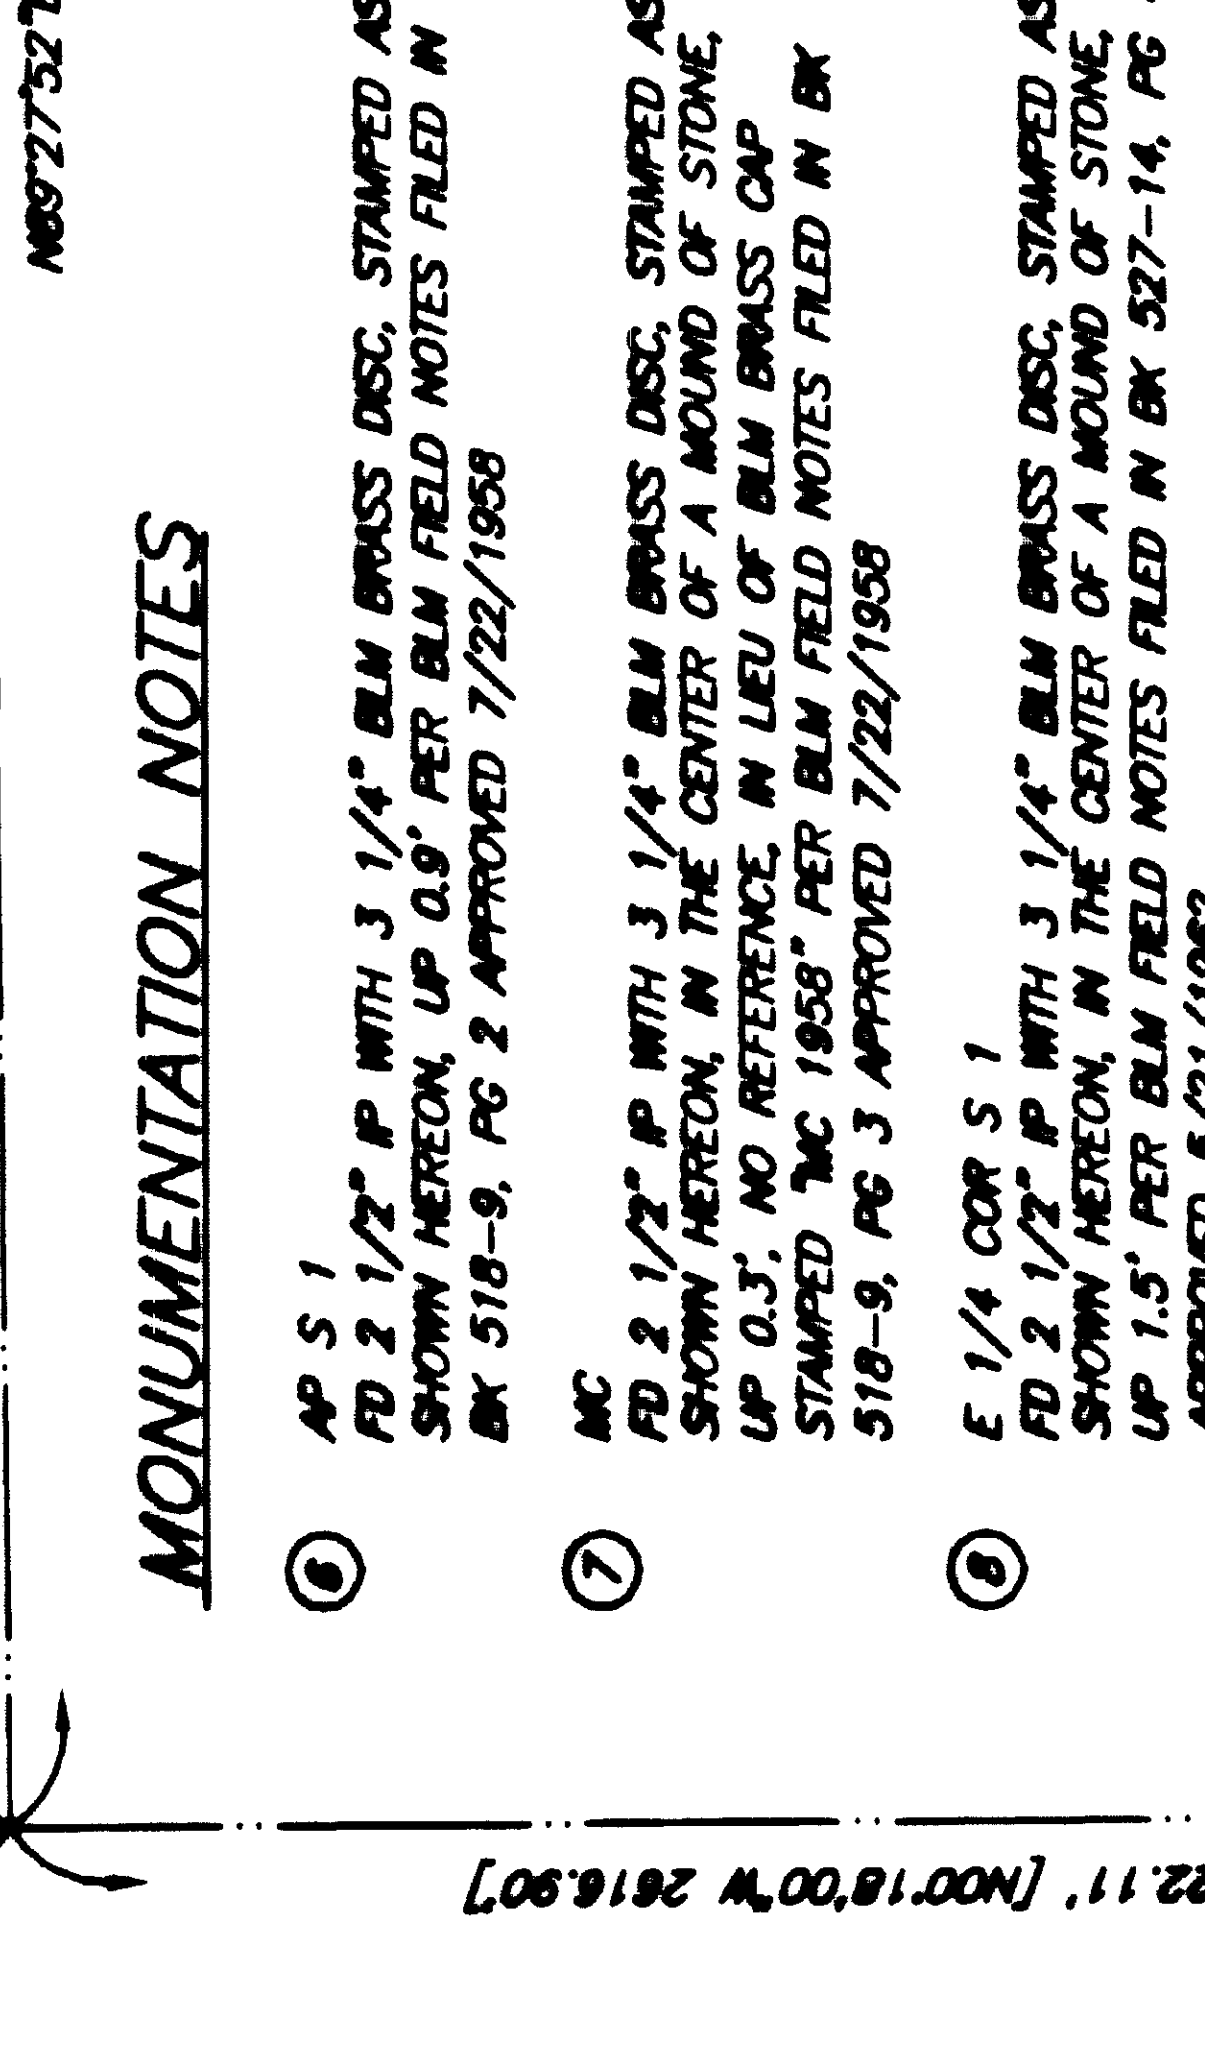 N89°27'52"
MONUMENTATION NOTES
6
AP S 1
FD 2 1/2" IP WITH 3 1/4" BLM BRASS DISC, STAMPED AS
SHOWN HEREON, UP 0.9' PER BLM FIELD NOTES FILED IN
BK 518-9, PG 2 APPROVED 7/22/1958
7
MC
FD 2 1/2" IP WITH 3 1/4" BLM BRASS DISC, STAMPED AS
SHOWN HEREON, IN THE CENTER OF A MOUND OF STONE,
UP 0.3', NO REFERENCE, IN LIEU OF BLM BRASS CAP
STAMPED "MC 1958" PER BLM FIELD NOTES FILED IN BK
518-9, PG 3 APPROVED 7/22/1958
8
E 1/4 COR S 1
FD 2 1/2" IP WITH 3 1/4" BLM BRASS DISC, STAMPED AS
SHOWN HEREON, IN THE CENTER OF A MOUND OF STONE,
UP 1.5' PER BLM FIELD NOTES FILED IN BK 527-14, PG
APPROVED
22.11' [N00°18'00"W 2616.90']